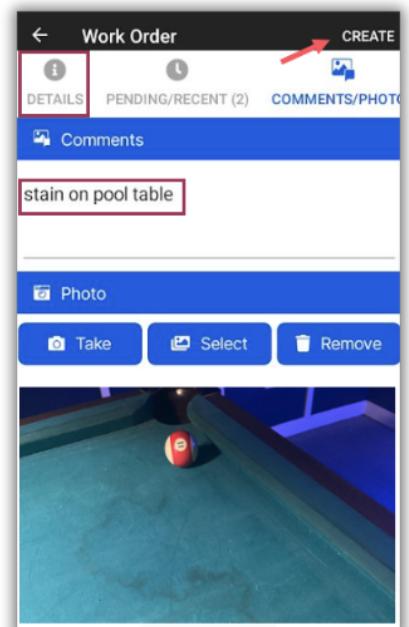 ← Work Order CREATE
DETAILS PENDING/RECENT (2) COMMENTS/PHOTO
Comments
stain on pool table
Photo
Take Select Remove